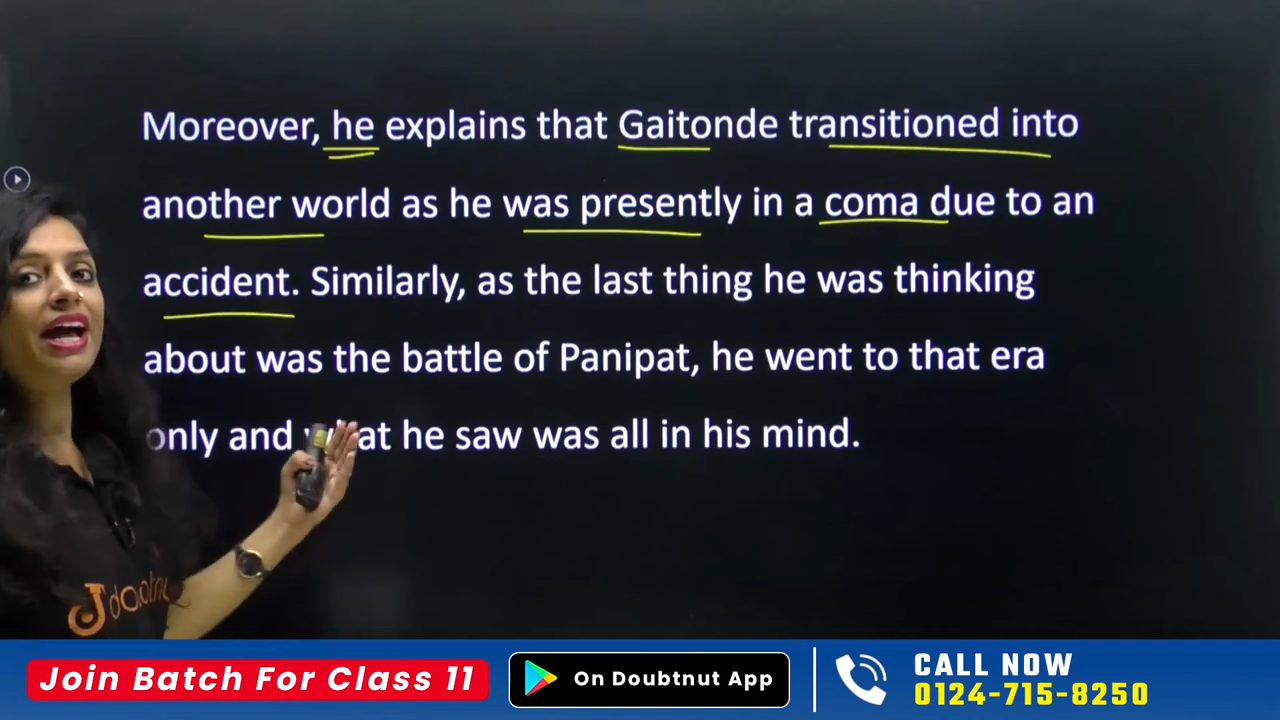 Moreover, he explains that Gaitonde transitioned into
another world as he was presently in a coma due to an
accident. Similarly, as the last thing he was thinking
about was the battle of Panipat, he went to that era
only and what he saw was all in his mind.
doubtnut
Join Batch For Class 11
On Doubtnut App
CALL NOW
0124-715-8250